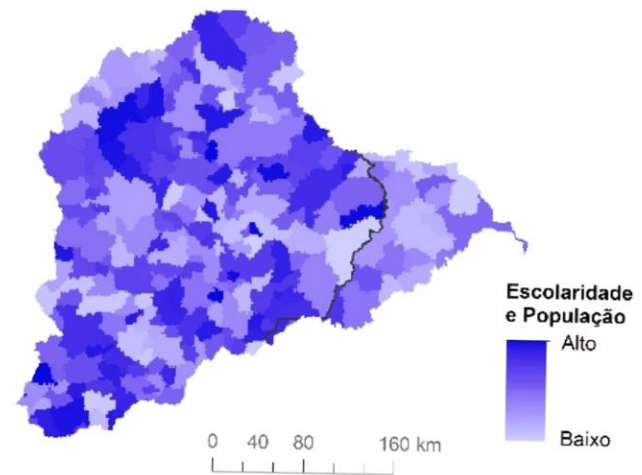 Escolaridade
e População
Alto
Baixo
0 40 80 160 km